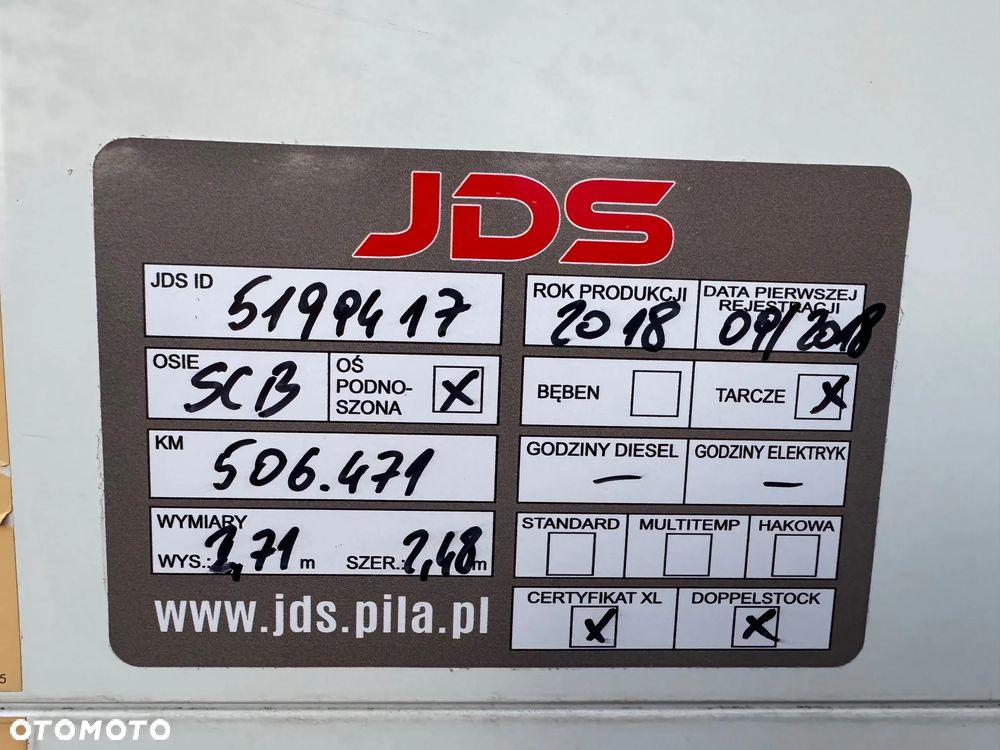 JDS
JDS ID 5199417
ROK PRODUKCJI 2018
DATA PIERWSZEJ
REJESTRACJI
09/2018
OSIE SCB
OŚ
PODNO-
SZONA X
BĘBEN
TARCZE X
KM 506.471
GODZINY DIESEL –
GODZINY ELEKTRYK –
WYMIARY
WYS.: 2,71 m SZER.: 2,48 m
STANDARD
MULTITEMP
HAKOWA
CERTYFIKAT XL X
DOPPELSTOCK X
www.jds.pila.pl
5
OTOMOTO